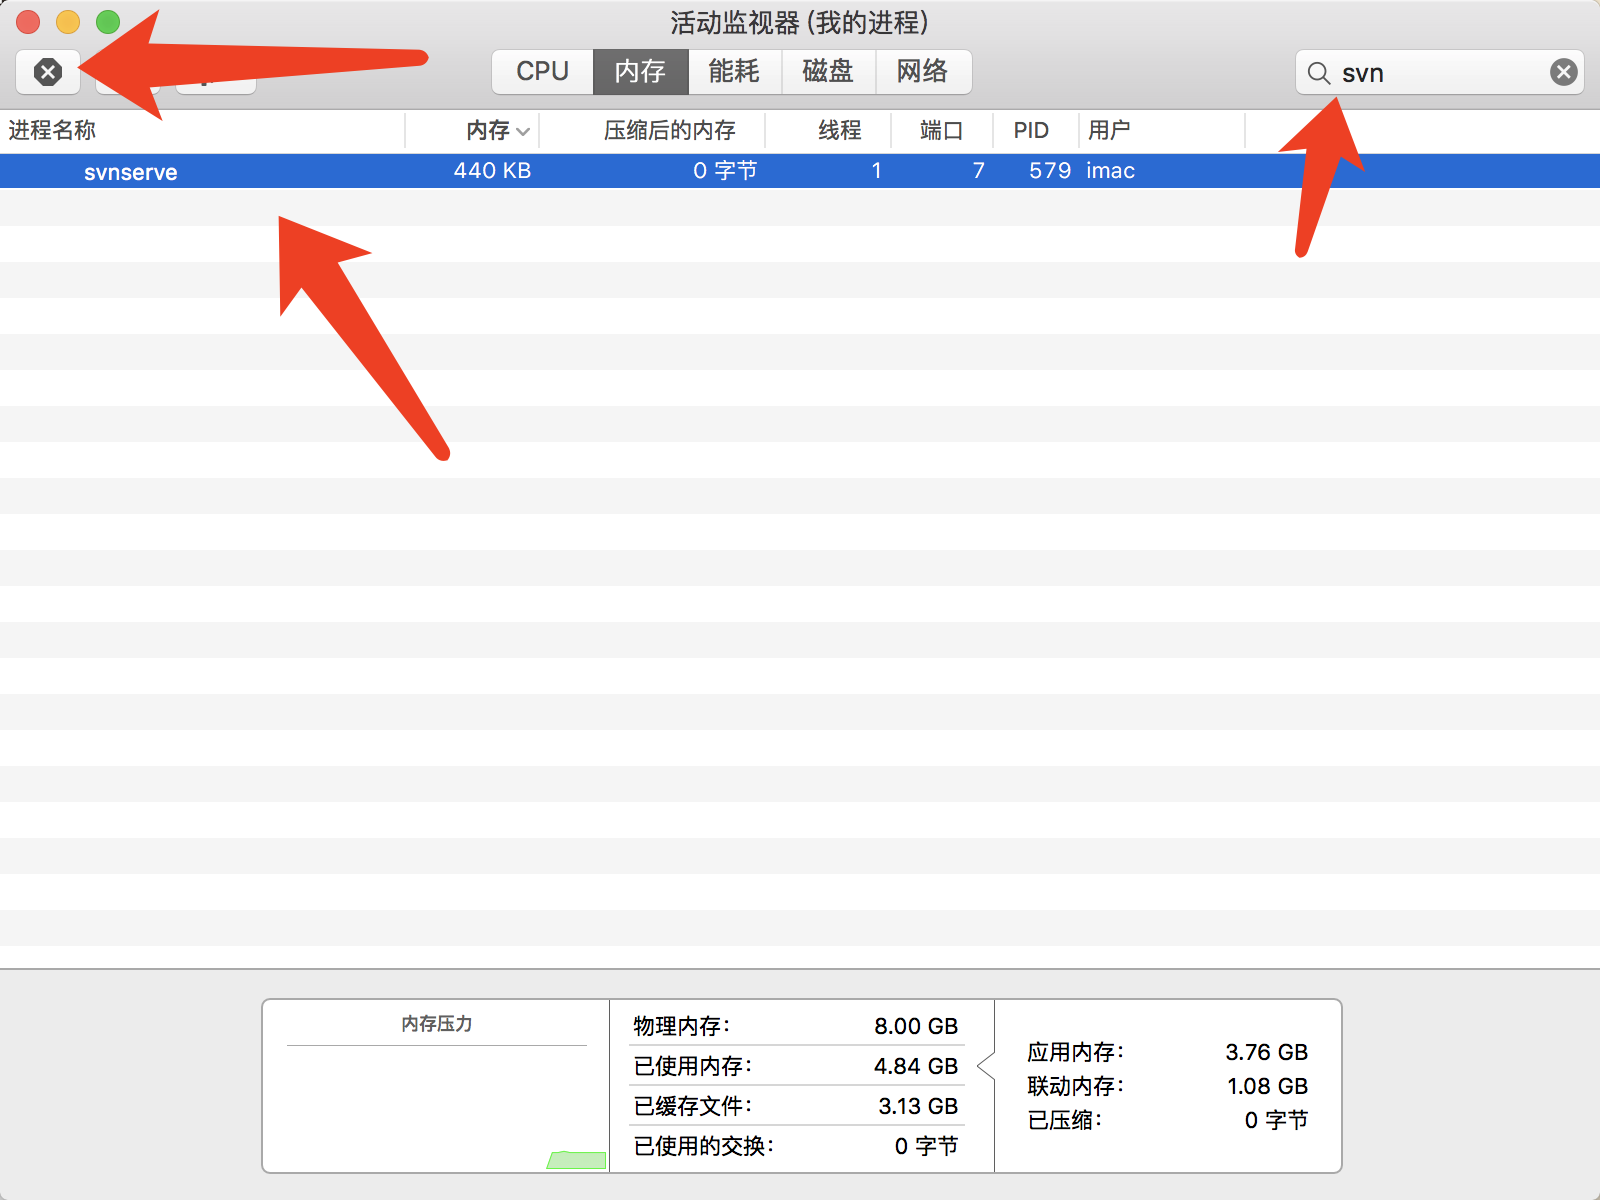 活动监视器 (我的进程)
CPU 内存 能耗 磁盘 网络 svn
进程名称 内存 压缩后的内存 线程 端口 PID 用户
svnserve 440 KB 0 字节 1 7 579 imac
内存压力
物理内存： 8.00 GB
已使用内存： 4.84 GB
已缓存文件： 3.13 GB
已使用的交换： 0 字节
应用内存： 3.76 GB
联动内存： 1.08 GB
已压缩： 0 字节